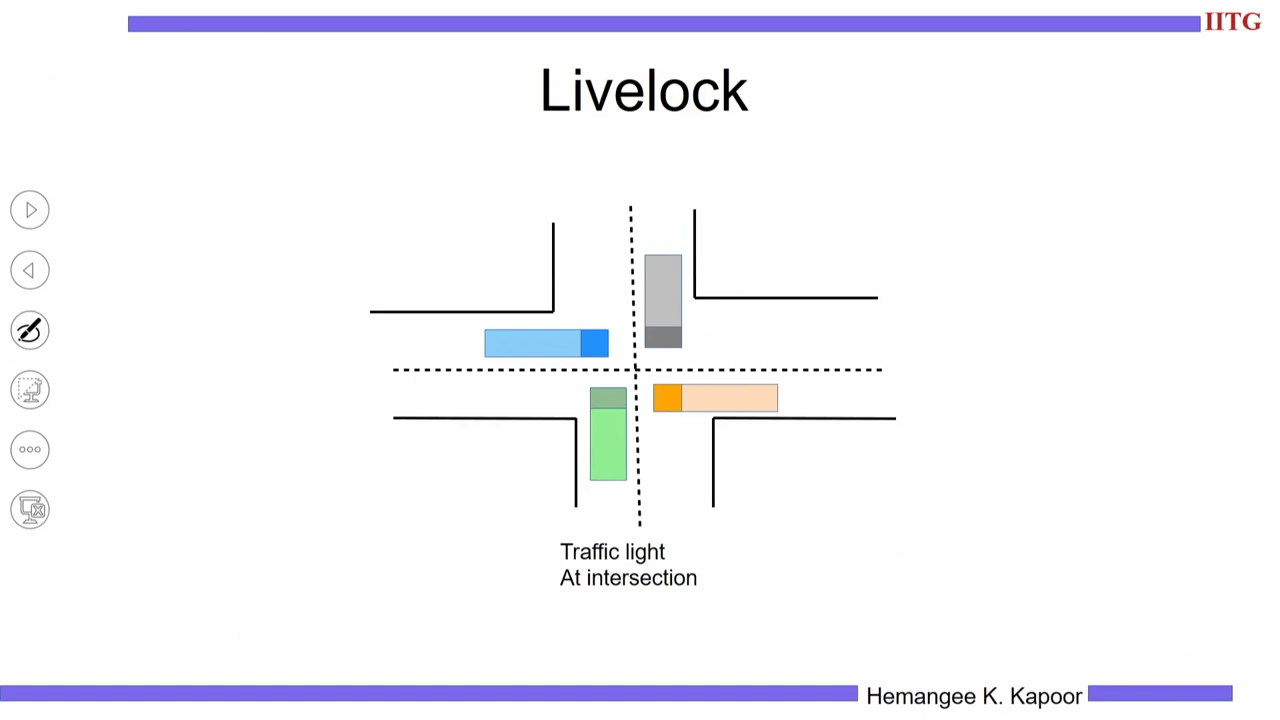 IITG
Livelock
Traffic light
At intersection
Hemangee K. Kapoor